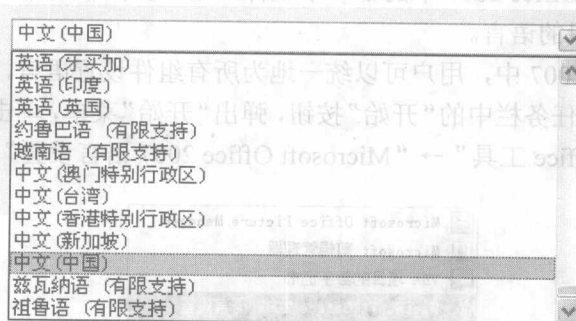 中文(中国)
英语(牙买加)
英语(印度)
英语(英国)
约鲁巴语 (有限支持)
越南语 (有限支持)
中文(澳门特别行政区)
中文(台湾)
中文(香港特别行政区)
中文(新加坡)
中文(中国)
兹瓦纳语 (有限支持)
祖鲁语 (有限支持)